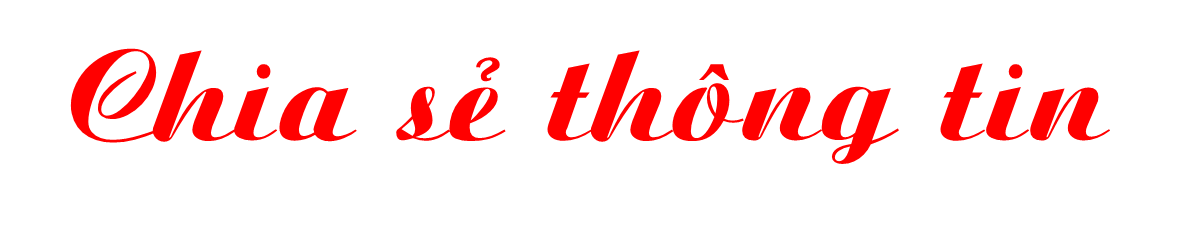 Chia sẻ thông tin